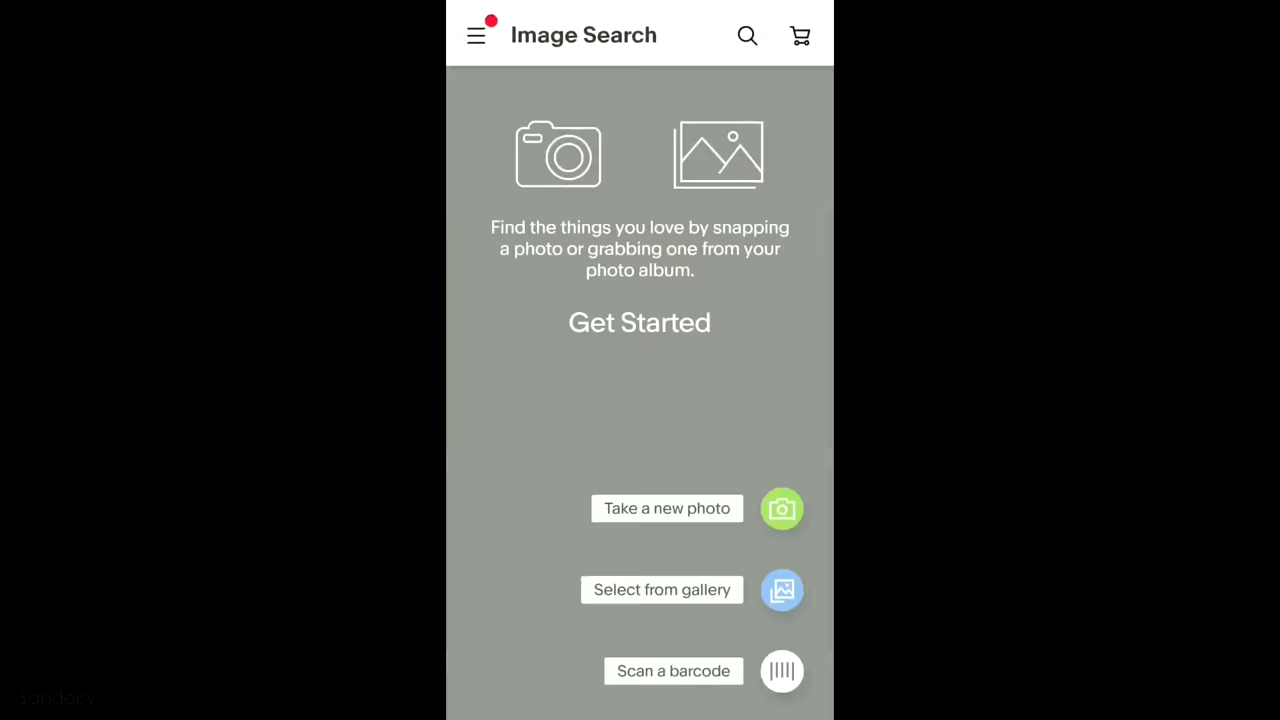 Image Search
Find the things you love by snapping
a photo or grabbing one from your
photo album.
Get Started
Take a new photo
Select from gallery
Scan a barcode
Sandaisy